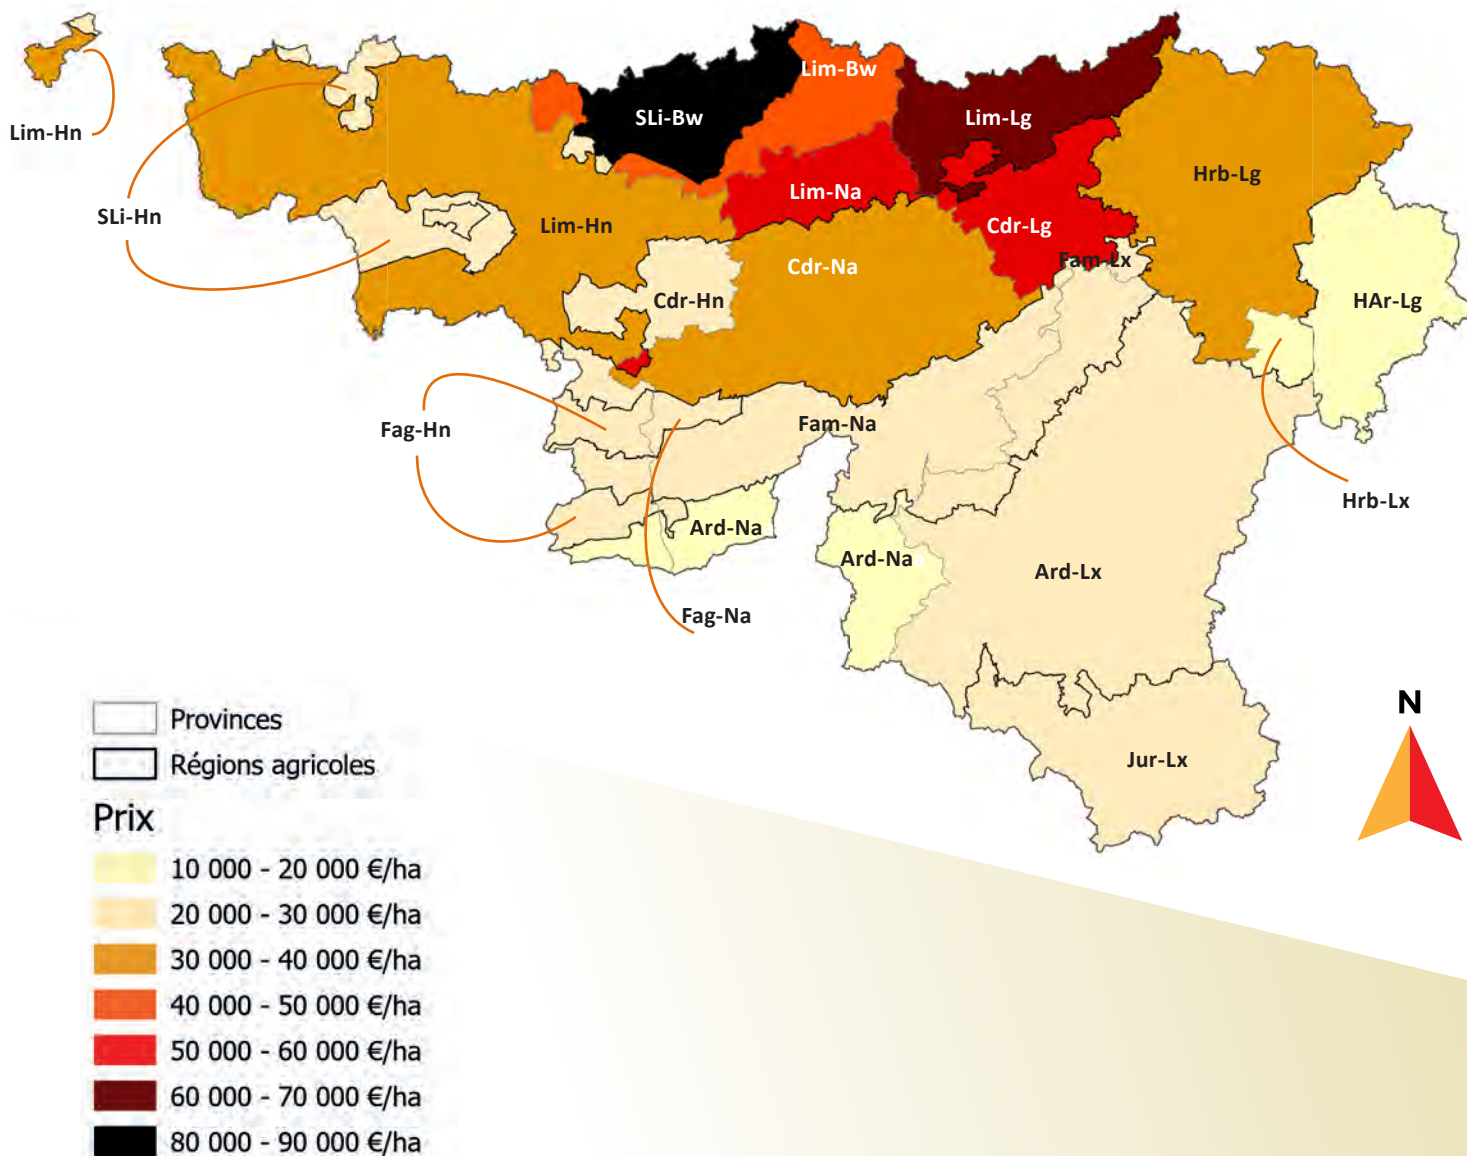 Lim-Hn
SLi-Hn
SLi-Bw
Lim-Bw
Lim-Lg
Lim-Na
Lim-Hn
Hrb-Lg
Cdr-Lg
Fam-Lx
Cdr-Na
Cdr-Hn
HAr-Lg
Fag-Hn
Fam-Na
Hrb-Lx
Ard-Na
Ard-Na
Ard-Lx
Fag-Na
Jur-Lx
N
Provinces
Régions agricoles
Prix
10 000 - 20 000 €/ha
20 000 - 30 000 €/ha
30 000 - 40 000 €/ha
40 000 - 50 000 €/ha
50 000 - 60 000 €/ha
60 000 - 70 000 €/ha
80 000 - 90 000 €/ha